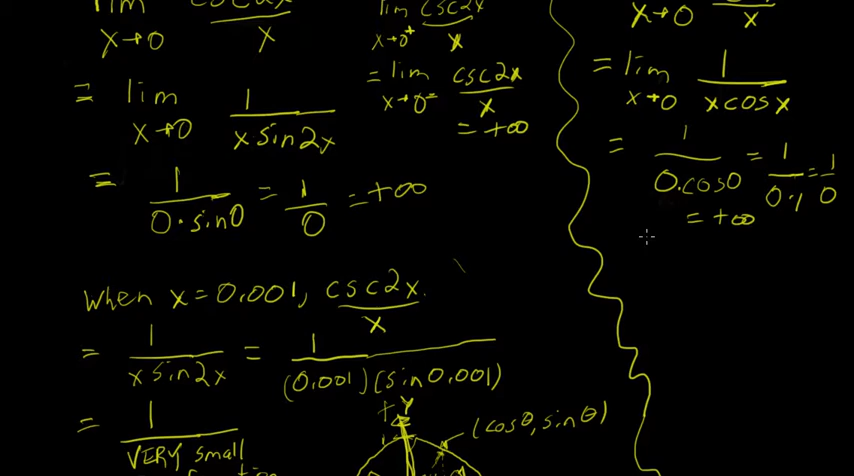 lim csc2x / x
x→0
= lim 1 / x sin2x
x→0
= 1 / 0·sin0 = 1 / 0 = +∞
lim csc2x / x
x→0⁺
= lim csc2x / x
x→0⁻
= +∞
When x=0.001, csc2x / x
= 1 / x sin2x = 1 / (0.001)(sin0.001)
= 1 / VERY small
+ Y
(cosθ, sinθ)
x→0 x
= lim 1 / x cosx
x→0
= 1 / 0·cos0 = 1 / 0·1 = 1 / 0
= +∞